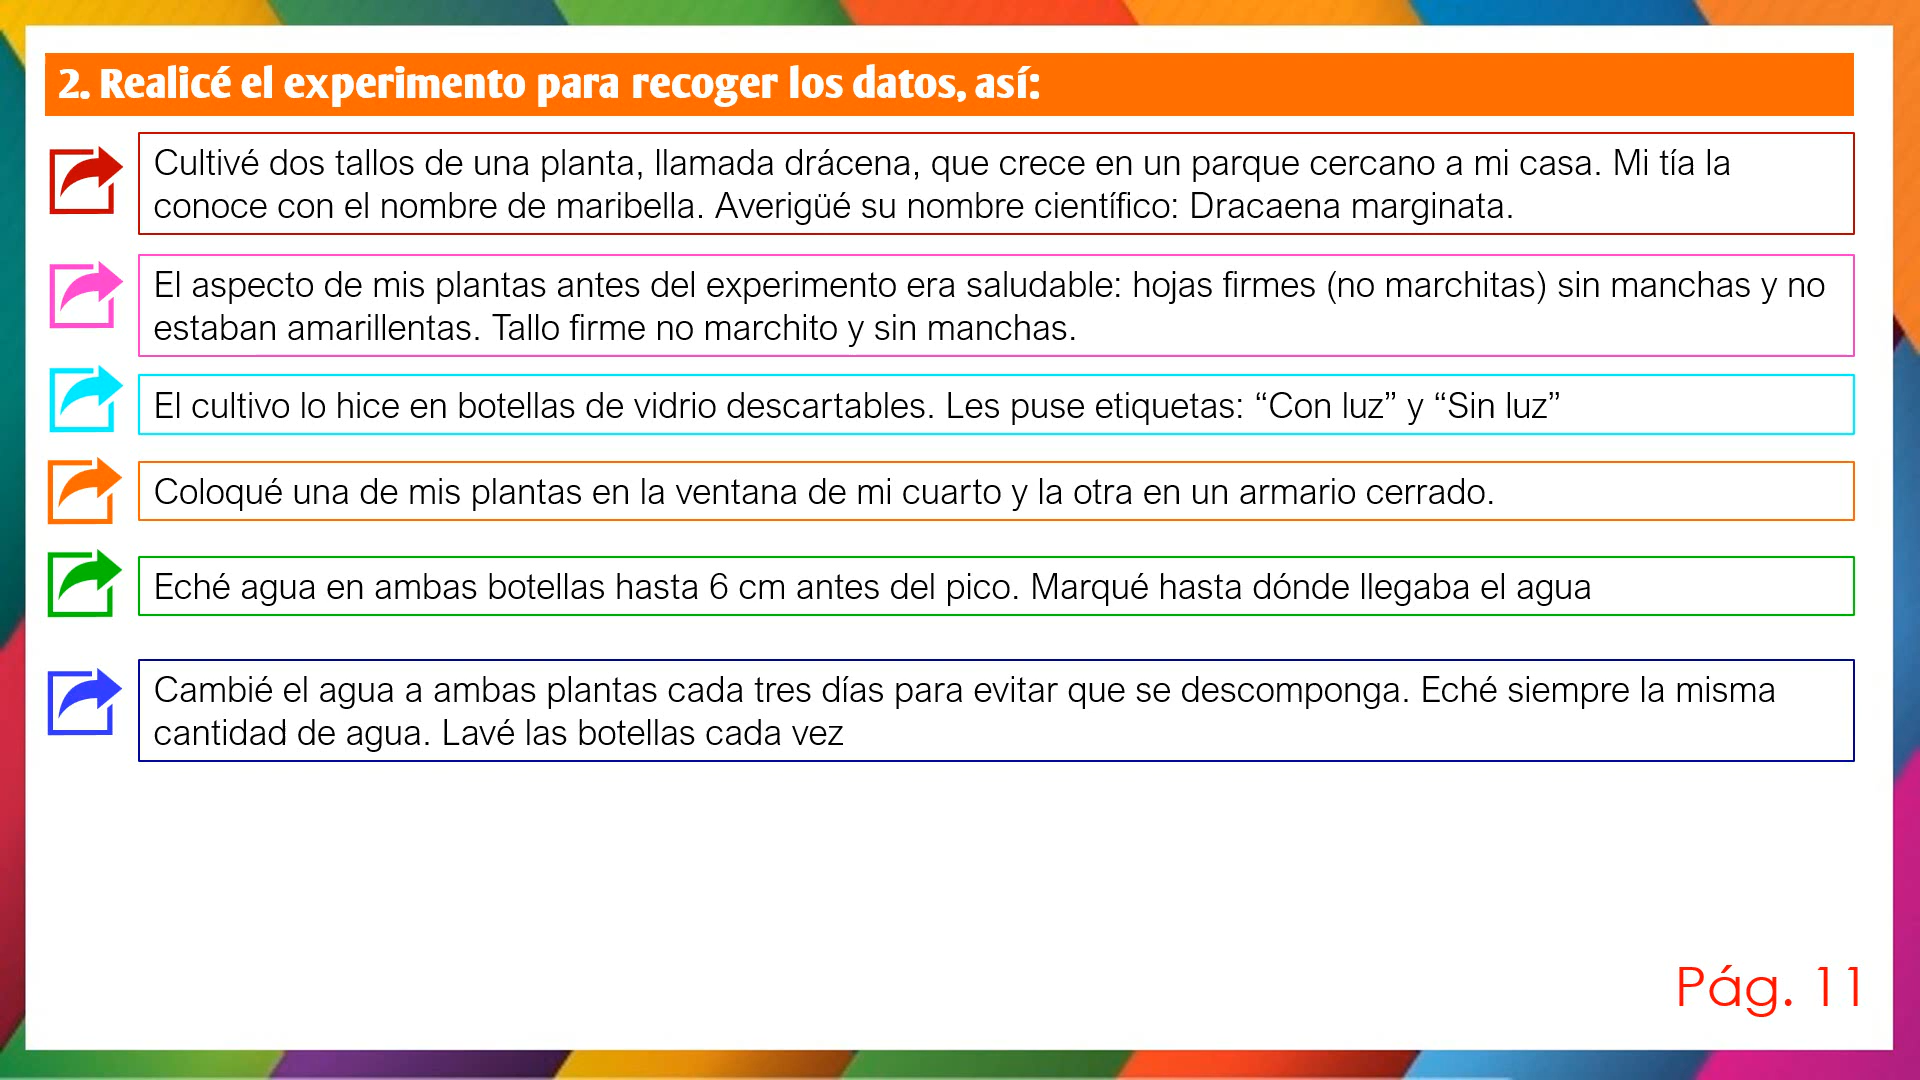 2. Realicé el experimento para recoger los datos, así:
Cultivé dos tallos de una planta, llamada drácena, que crece en un parque cercano a mi casa. Mi tía la
conoce con el nombre de maribella. Averigüé su nombre científico: Dracaena marginata.
El aspecto de mis plantas antes del experimento era saludable: hojas firmes (no marchitas) sin manchas y no
estaban amarillentas. Tallo firme no marchito y sin manchas.
El cultivo lo hice en botellas de vidrio descartables. Les puse etiquetas: “Con luz” y “Sin luz”
Coloqué una de mis plantas en la ventana de mi cuarto y la otra en un armario cerrado.
Eché agua en ambas botellas hasta 6 cm antes del pico. Marqué hasta dónde llegaba el agua
Cambié el agua a ambas plantas cada tres días para evitar que se descomponga. Eché siempre la misma
cantidad de agua. Lavé las botellas cada vez
Pág. 11